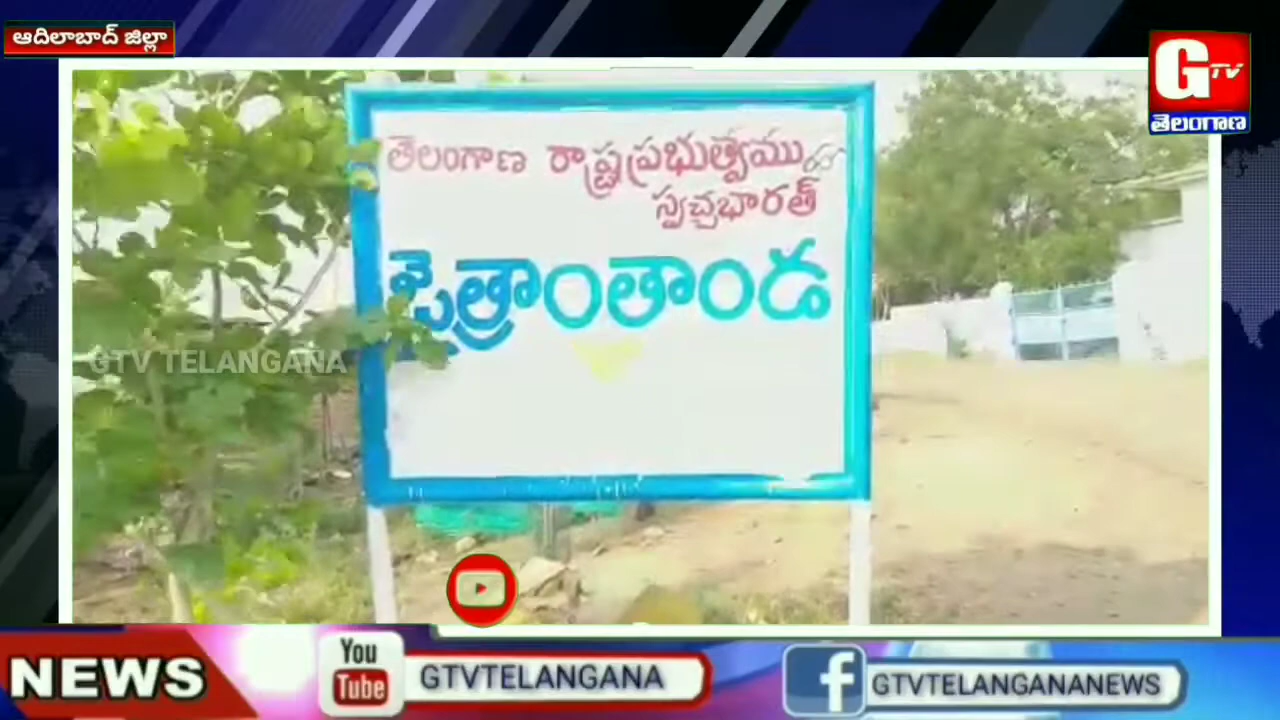 ఆదిలాబాద్ జిల్లా
G TV
తెలంగాణ
తెలంగాణ రాష్ట్రప్రభుత్వము
స్వచ్ఛభారత్
త్రాంతాండ
GTV TELANGANA
NEWS
You
Tube
GTVTELANGANA
f
GTVTELANGANANEWS